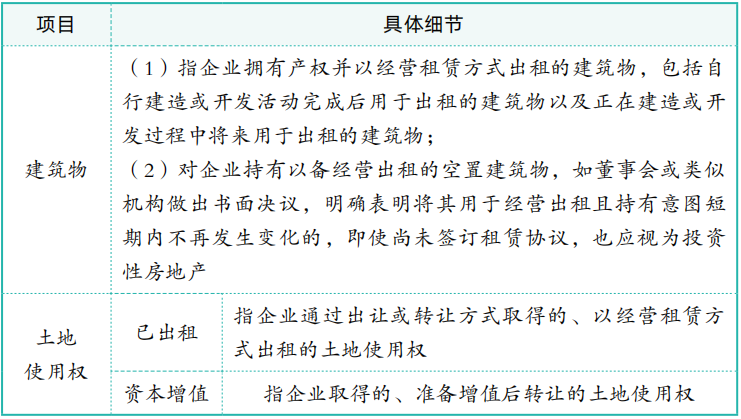 项目
具体细节
建筑物
（1）指企业拥有产权并以经营租赁方式出租的建筑物，包括自
行建造或开发活动完成后用于出租的建筑物以及正在建造或开
发过程中将来用于出租的建筑物；
（2）对企业持有以备经营出租的空置建筑物，如董事会或类似
机构做出书面决议，明确表明将其用于经营出租且持有意图短
期内不再发生变化的，即使尚未签订租赁协议，也应视为投资
性房地产
土地
使用权
已出租
指企业通过出让或转让方式取得的、以经营租赁方
式出租的土地使用权
资本增值
指企业取得的、准备增值后转让的土地使用权